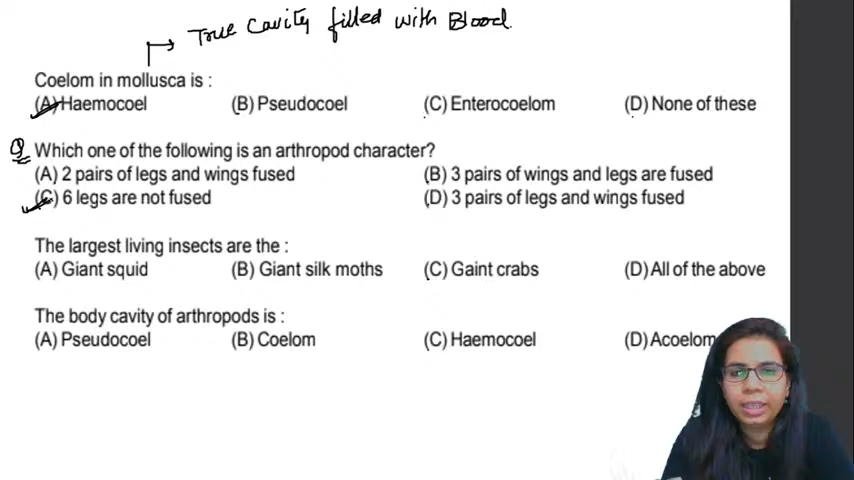 True Cavity filled with Blood
Coelom in mollusca is :
(A) Haemocoel (B) Pseudocoel (C) Enterocoelom (D) None of these
Q Which one of the following is an arthropod character?
(A) 2 pairs of legs and wings fused (B) 3 pairs of wings and legs are fused
(C) 6 legs are not fused (D) 3 pairs of legs and wings fused
The largest living insects are the :
(A) Giant squid (B) Giant silk moths (C) Gaint crabs (D) All of the above
The body cavity of arthropods is :
(A) Pseudocoel (B) Coelom (C) Haemocoel (D) Acoelom